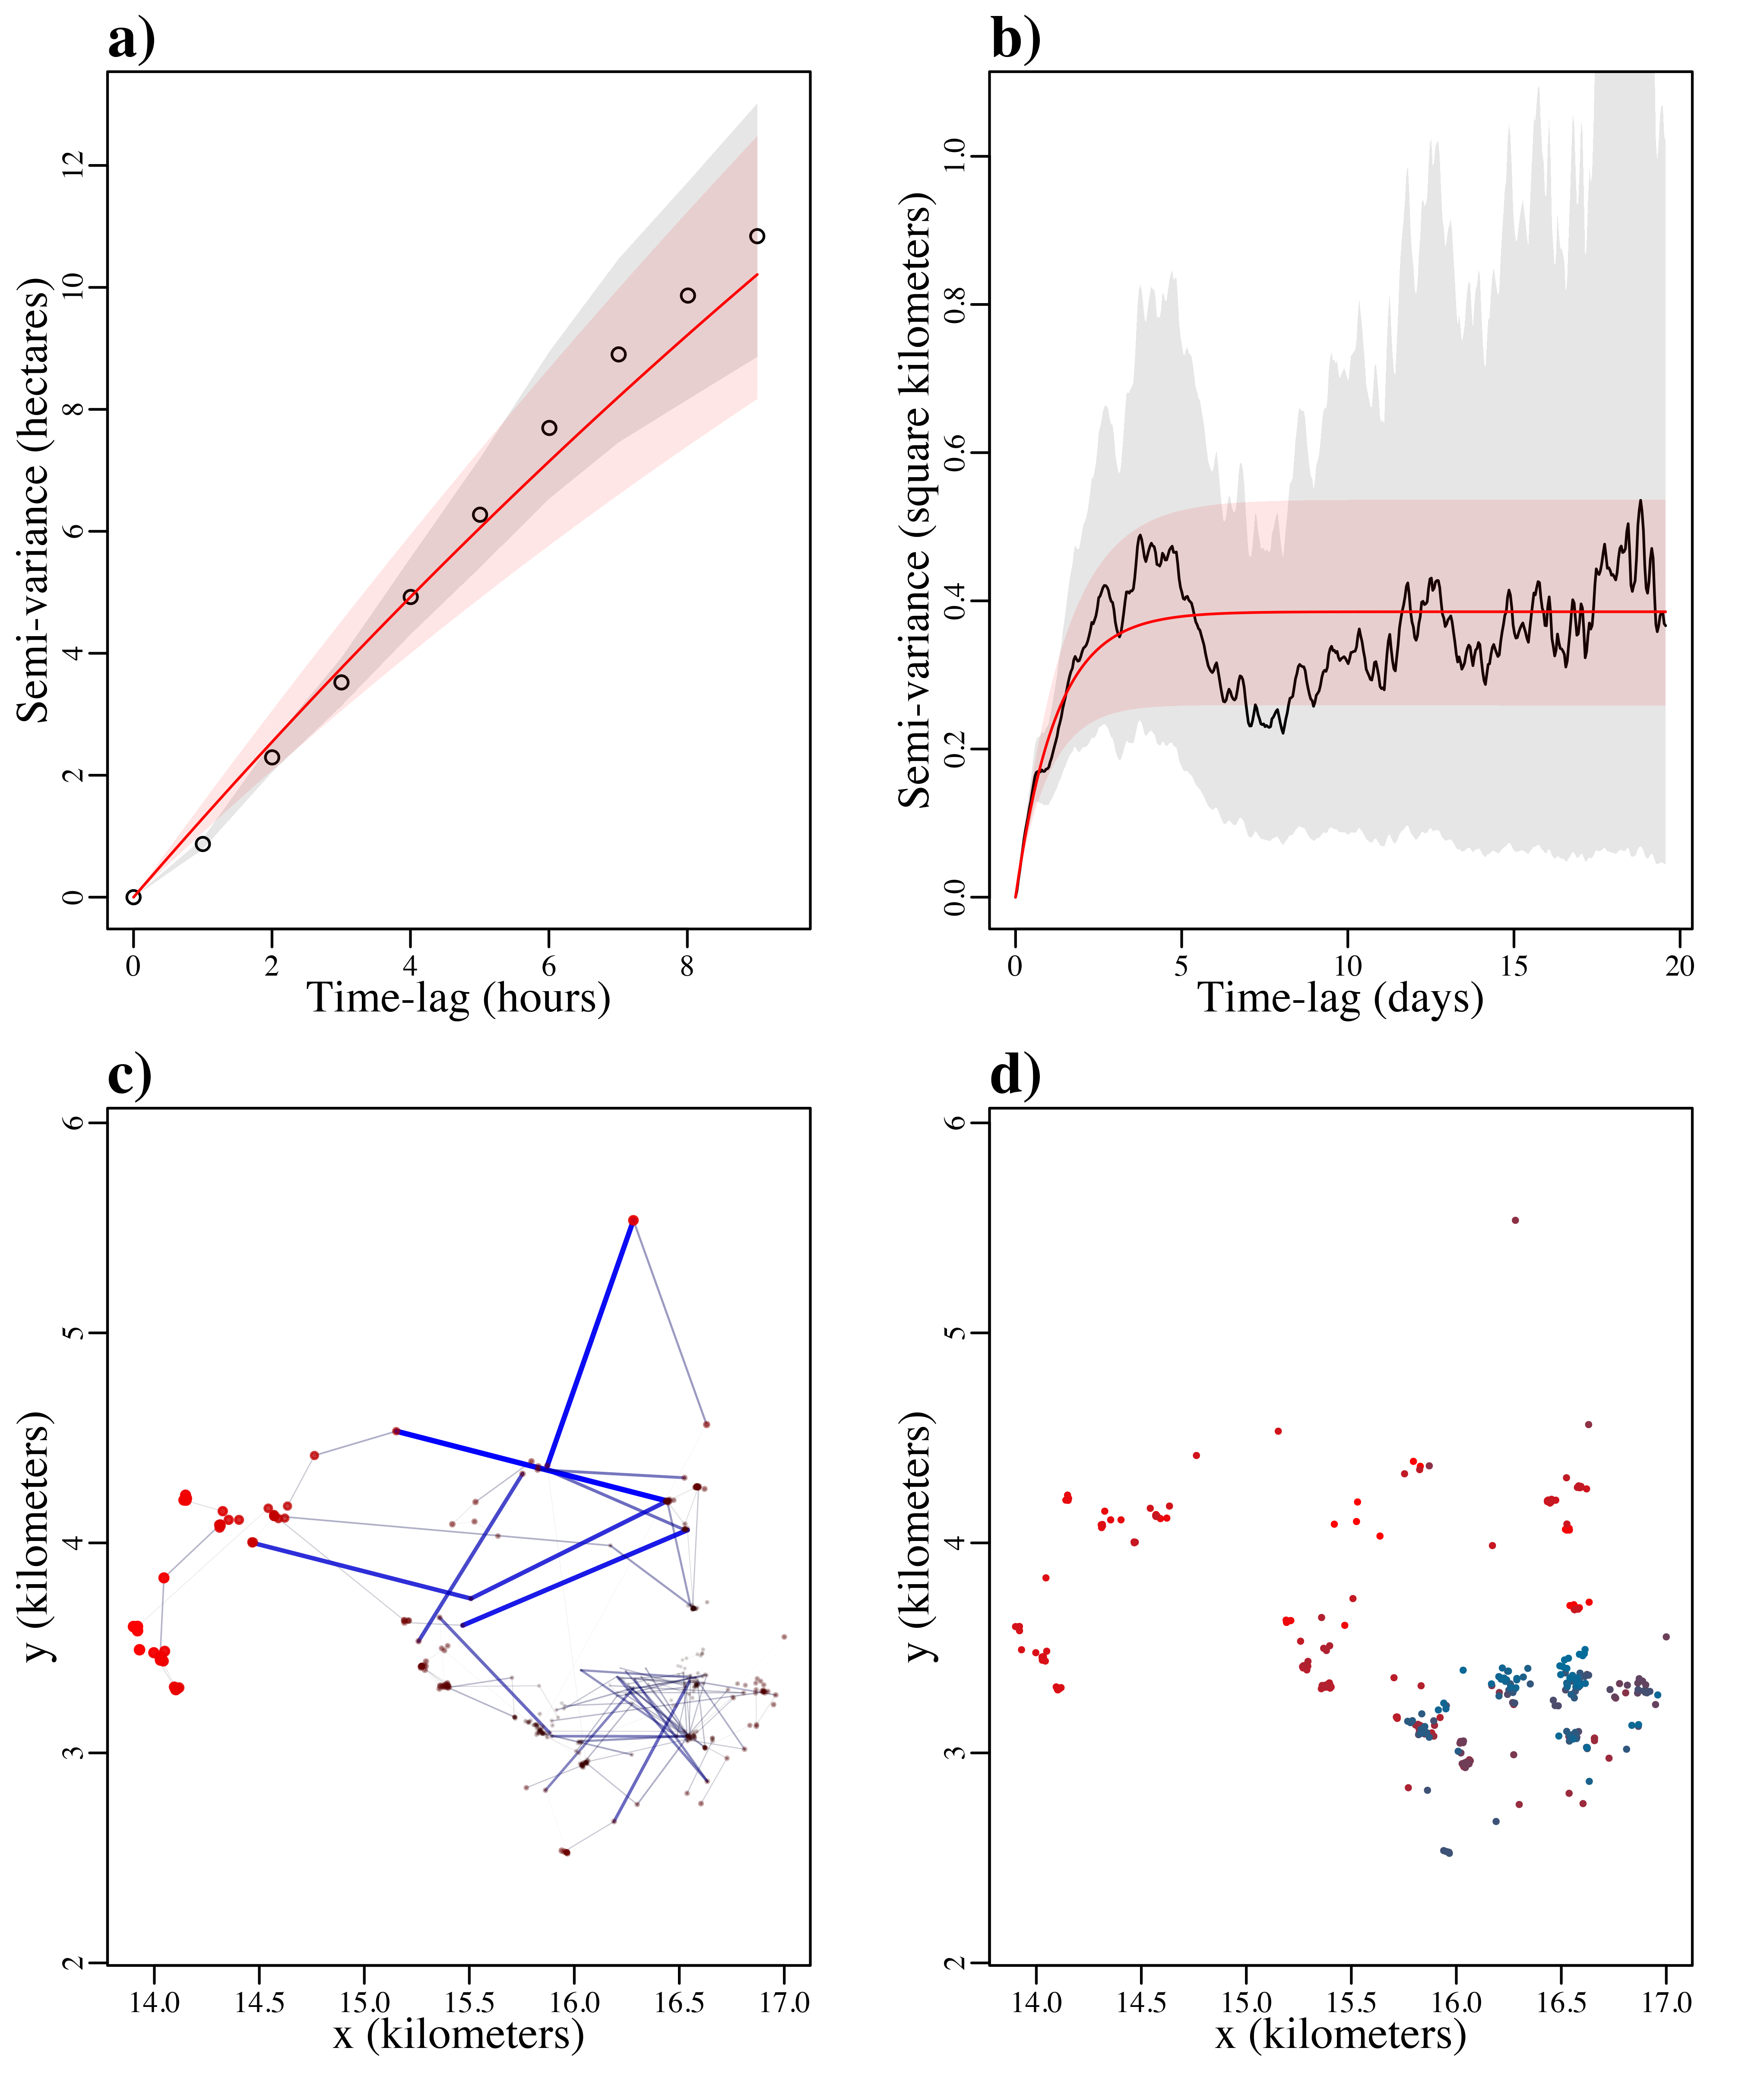 a)
Semi-variance (hectares)
0 2 4 6 8 10 12
0 2 4 6 8
Time-lag (hours)
b)
Semi-variance (square kilometers)
0.0 0.2 0.4 0.6 0.8 1.0
0 5 10 15 20
Time-lag (days)
c)
y (kilometers)
2 3 4 5 6
14.0 14.5 15.0 15.5 16.0 16.5 17.0
x (kilometers)
d)
y (kilometers)
2 3 4 5 6
14.0 14.5 15.0 15.5 16.0 16.5 17.0
x (kilometers)